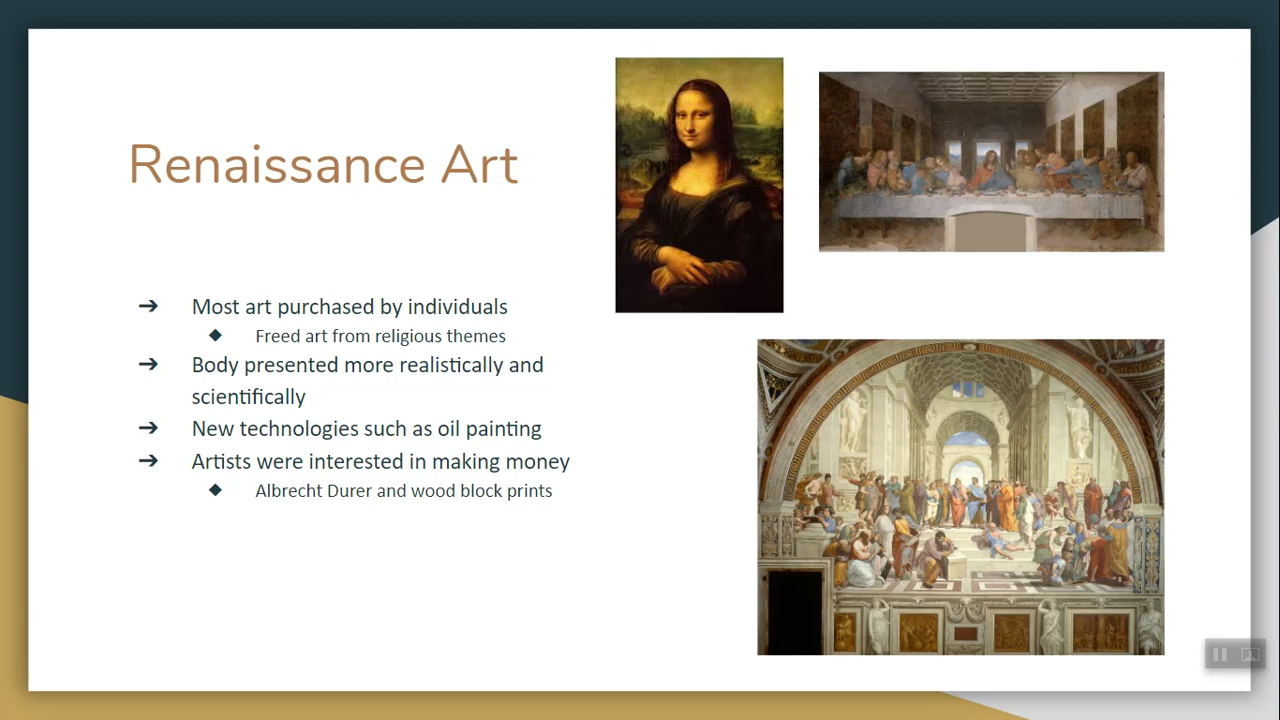 Renaissance Art
➔ Most art purchased by individuals
◆ Freed art from religious themes
➔ Body presented more realistically and
scientifically
➔ New technologies such as oil painting
➔ Artists were interested in making money
◆ Albrecht Durer and wood block prints